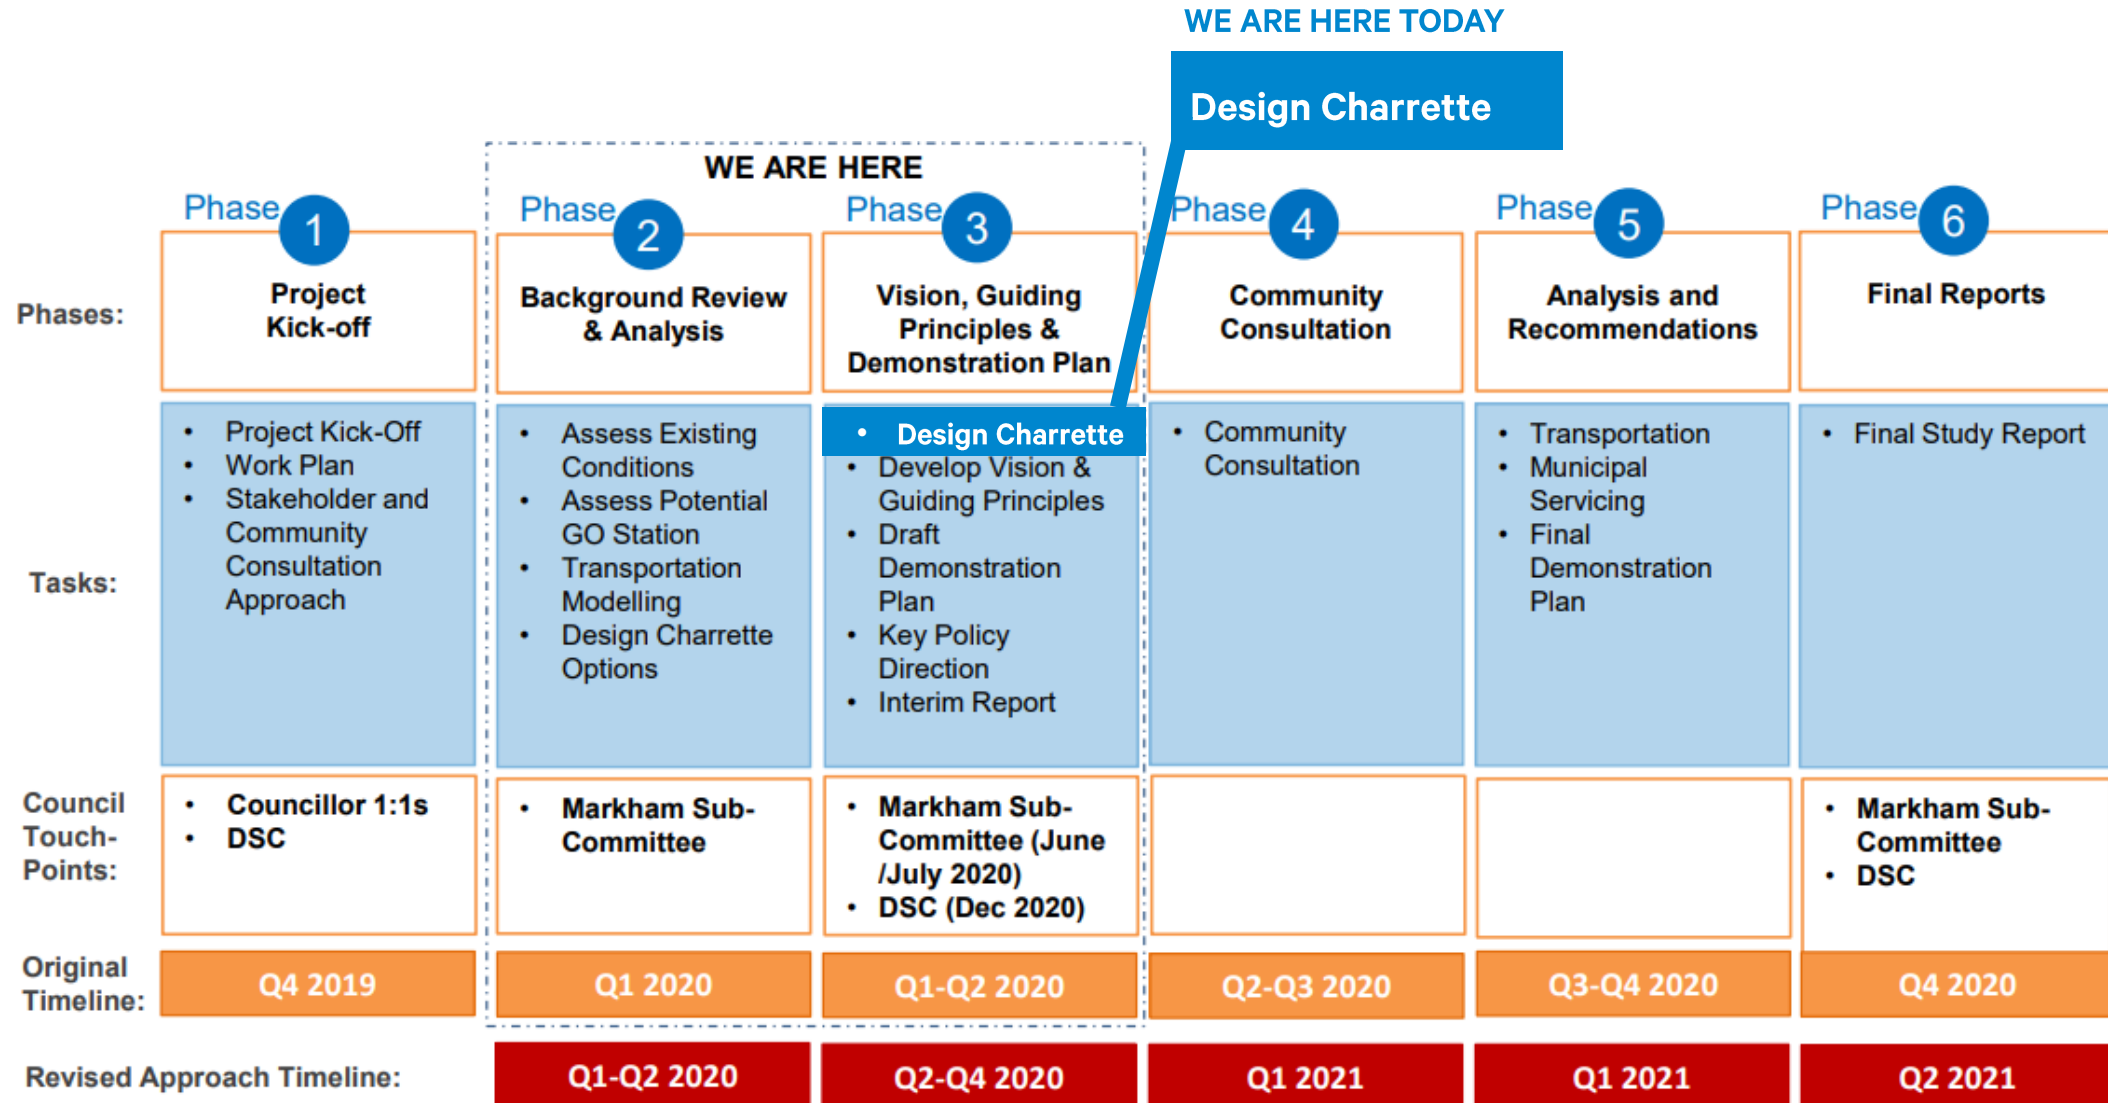 WE ARE HERE TODAY
Design Charrette
WE ARE HERE
Phase 1
Phase 2
Phase 3
Phase 4
Phase 5
Phase 6
Phases:
Project
Kick-off
Background Review
& Analysis
Vision, Guiding
Principles &
Demonstration Plan
Community
Consultation
Analysis and
Recommendations
Final Reports
Tasks:
• Project Kick-Off
• Work Plan
• Stakeholder and
Community
Consultation
Approach
• Assess Existing
Conditions
• Assess Potential
GO Station
• Transportation
Modelling
• Design Charrette
Options
• Design Charrette
• Develop Vision &
Guiding Principles
• Draft
Demonstration
Plan
• Key Policy
Direction
• Interim Report
• Community
Consultation
• Transportation
• Municipal
Servicing
• Final
Demonstration
Plan
• Final Study Report
Council
Touch-
Points:
• Councillor 1:1s
• DSC
• Markham Sub-
Committee
• Markham Sub-
Committee (June
/July 2020)
• DSC (Dec 2020)
• Markham Sub-
Committee
• DSC
Original
Timeline:
Q4 2019
Q1 2020
Q1-Q2 2020
Q2-Q3 2020
Q3-Q4 2020
Q4 2020
Revised Approach Timeline:
Q1-Q2 2020
Q2-Q4 2020
Q1 2021
Q1 2021
Q2 2021